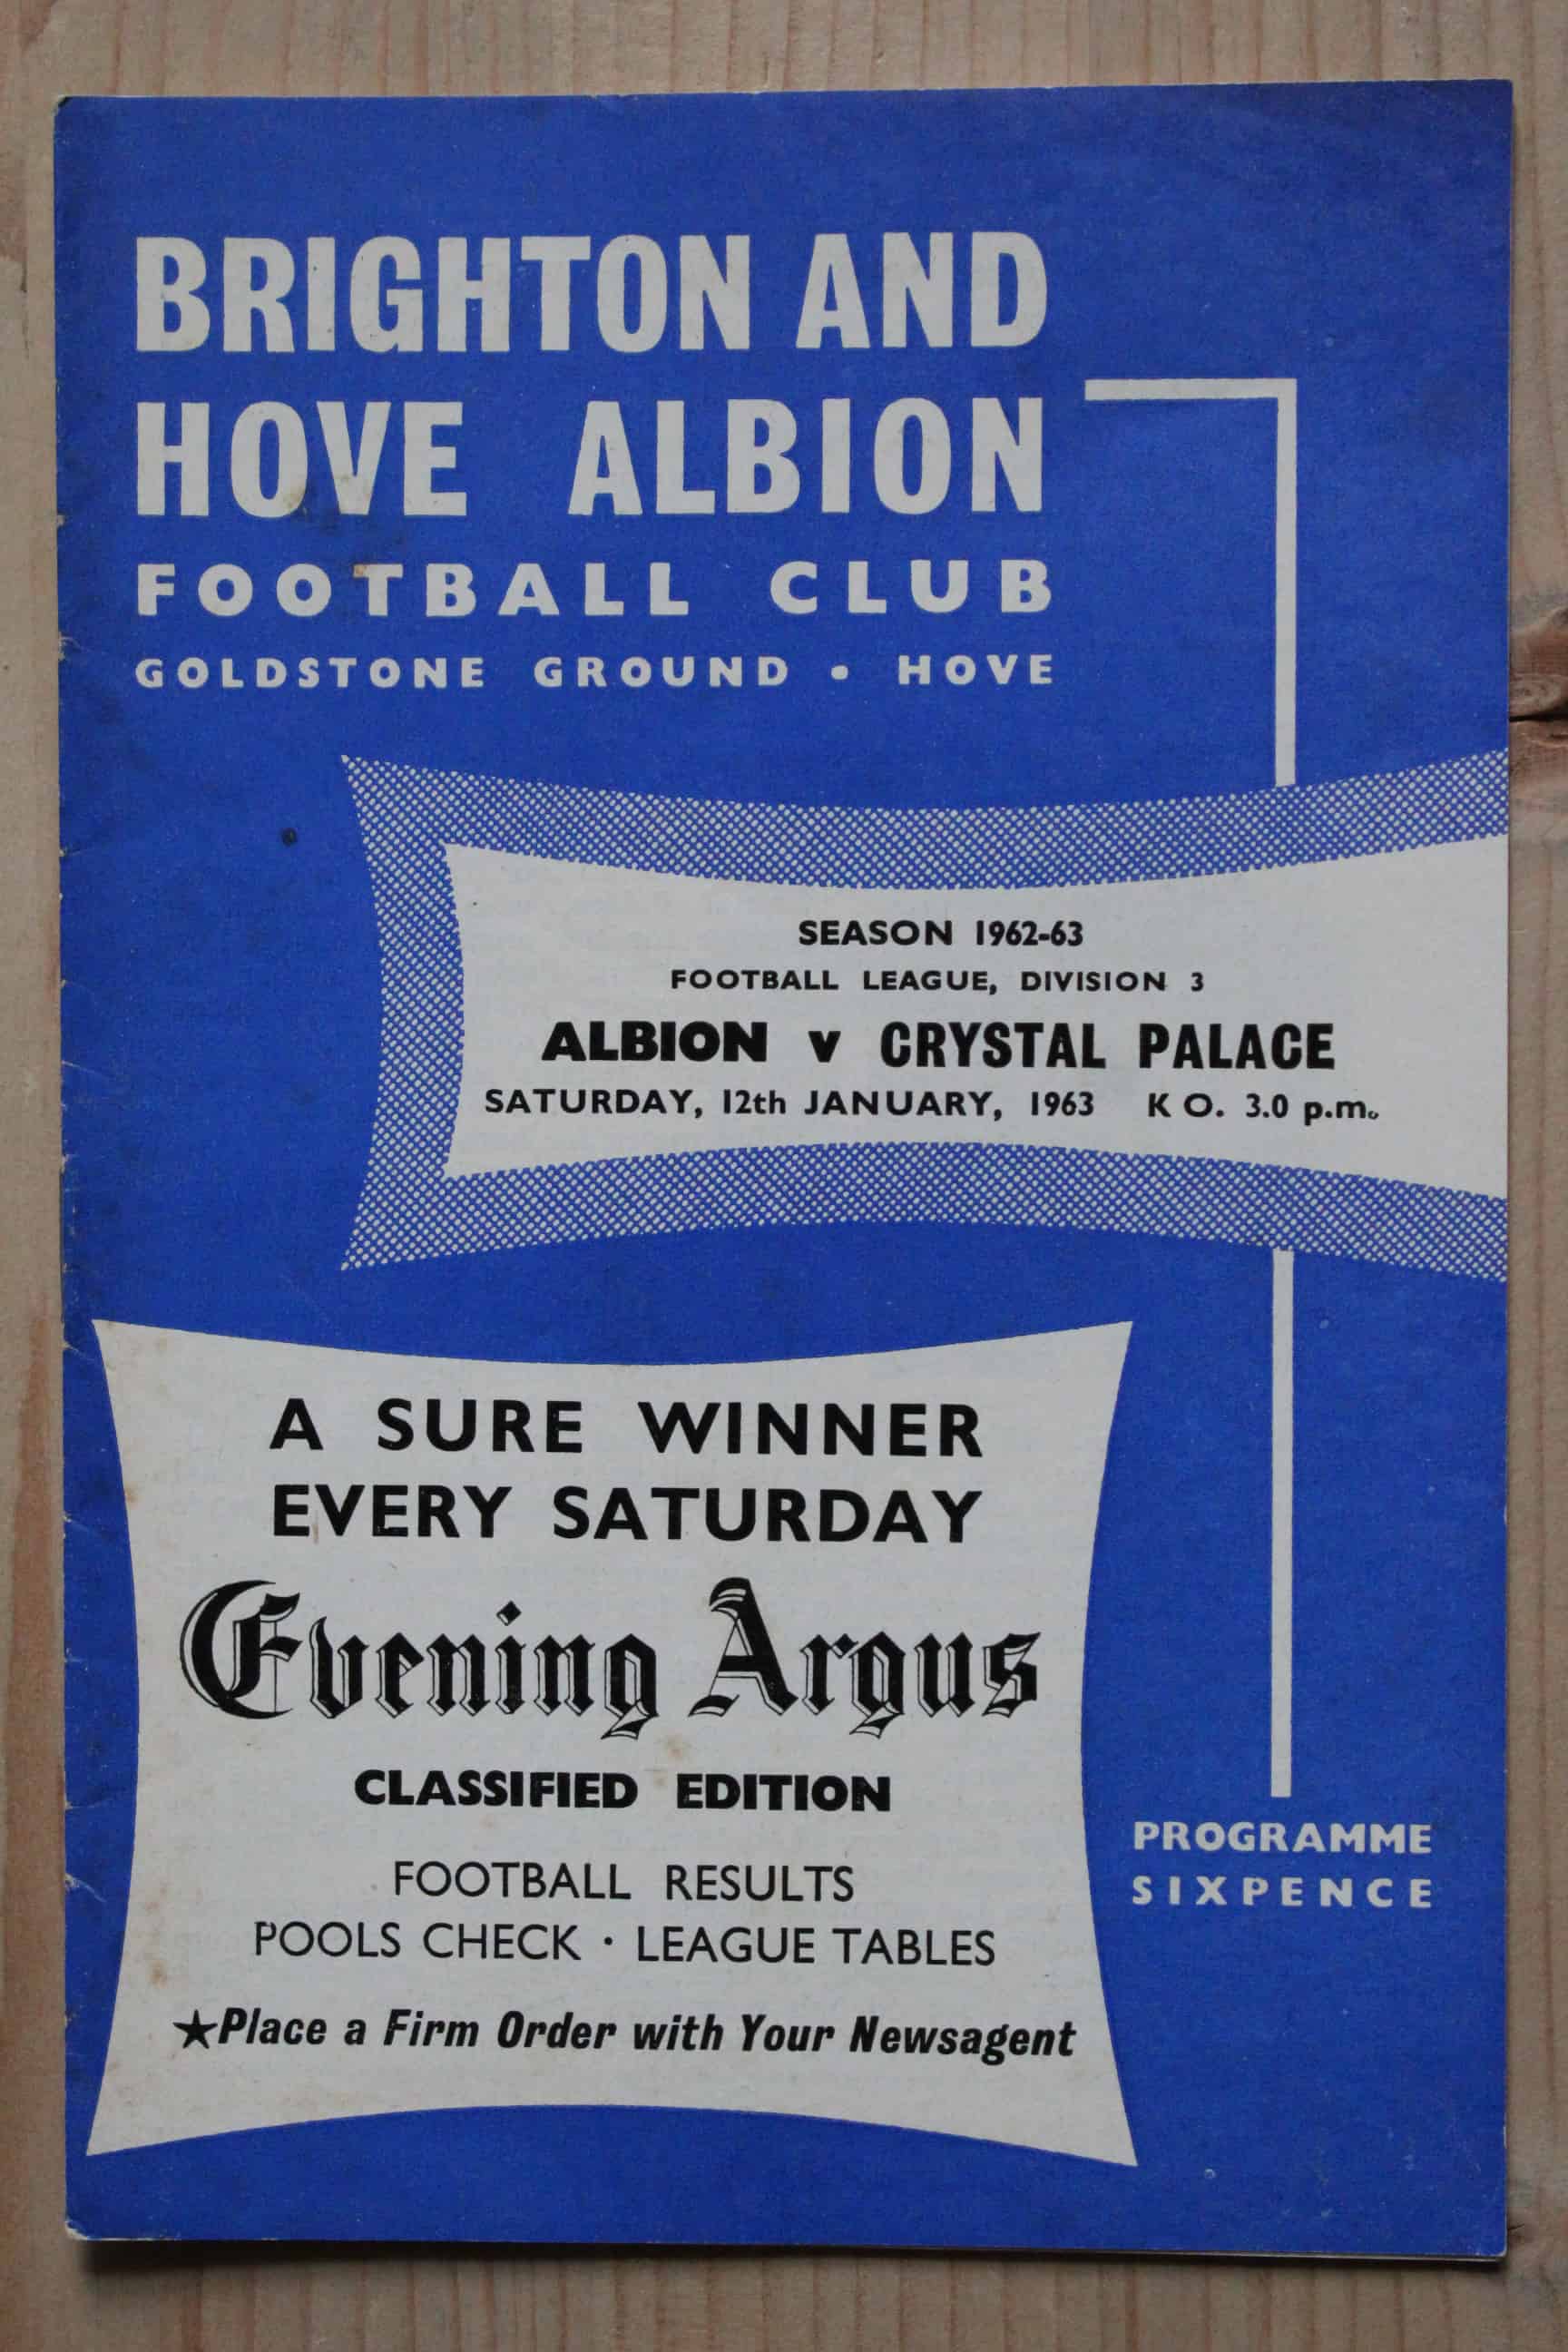 BRIGHTON AND
HOVE ALBION
FOOTBALL CLUB
GOLDSTONE GROUND • HOVE
SEASON 1962-63
FOOTBALL LEAGUE, DIVISION 3
ALBION v CRYSTAL PALACE
SATURDAY, 12th JANUARY, 1963 K O. 3.0 p.m.
A SURE WINNER
EVERY SATURDAY
Evening Argus
CLASSIFIED EDITION
FOOTBALL RESULTS
POOLS CHECK · LEAGUE TABLES
★Place a Firm Order with Your Newsagent
PROGRAMME
SIXPENCE